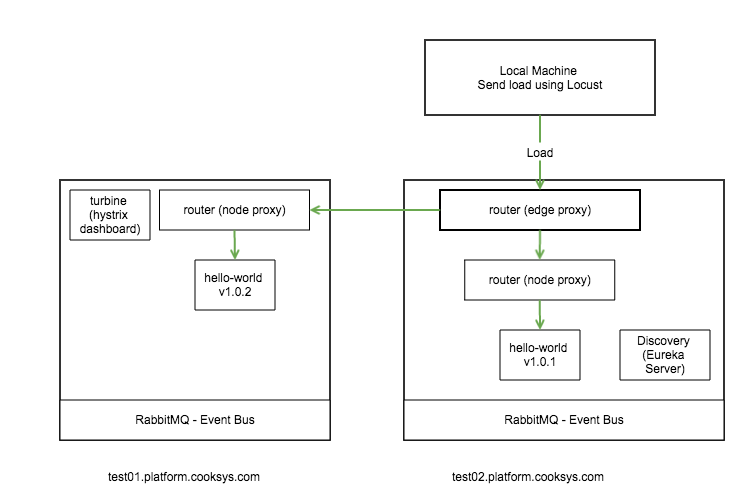 Local Machine
Send load using Locust
Load
turbine
(hystrix
dashboard)
router (node proxy)
router (edge proxy)
hello-world
v1.0.2
router (node proxy)
hello-world
v1.0.1
Discovery
(Eureka
Server)
RabbitMQ - Event Bus
RabbitMQ - Event Bus
test01.platform.cooksys.com
test02.platform.cooksys.com